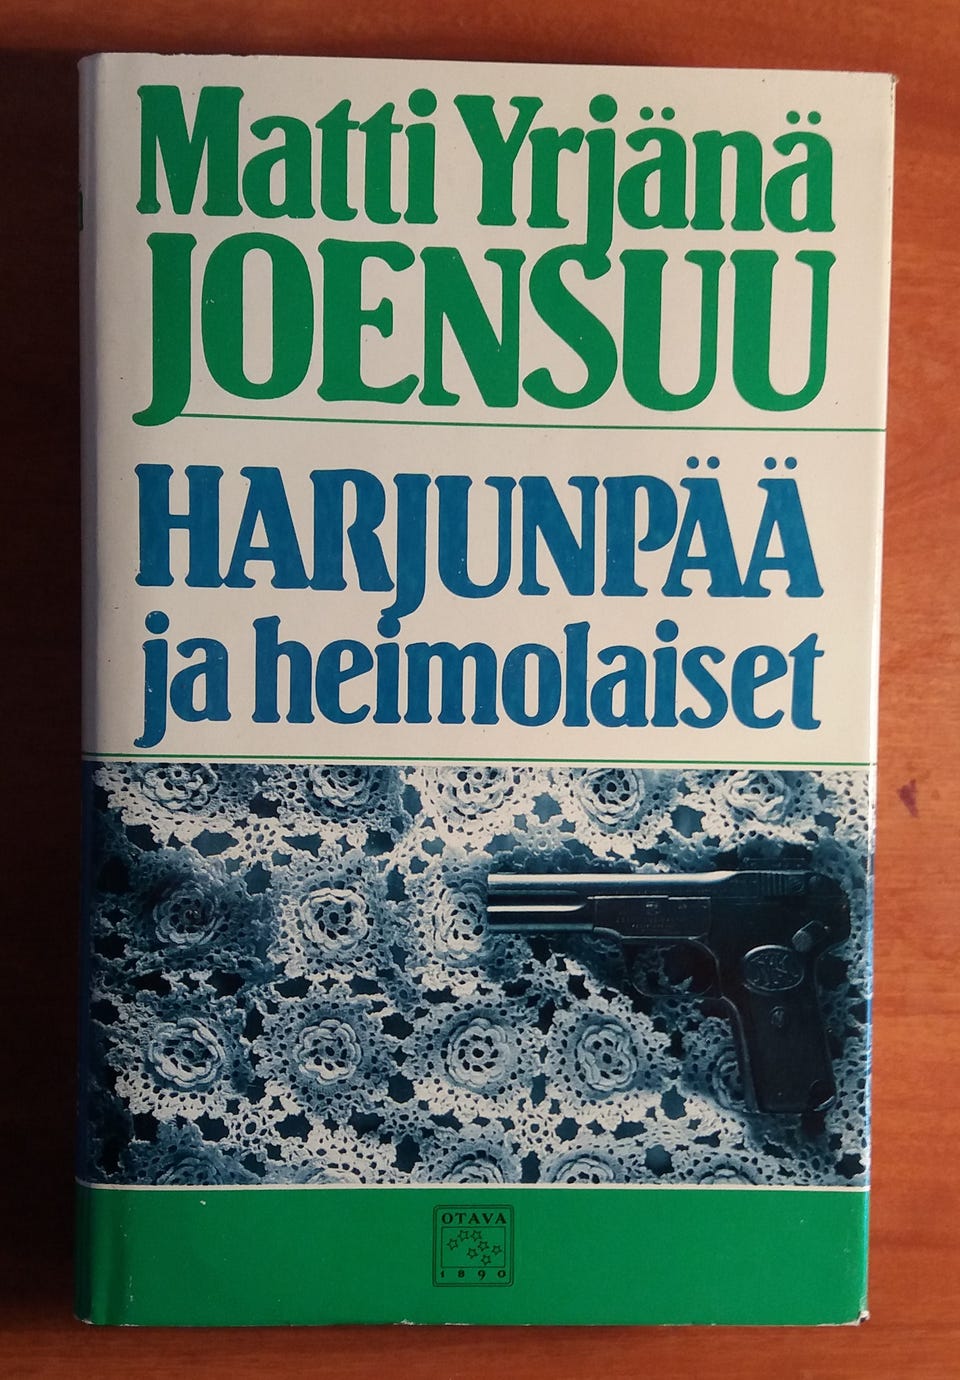 Matti Yrjänä
JOENSUU
HARJUNPÄÄ
ja heimolaiset
OTAVA
1890